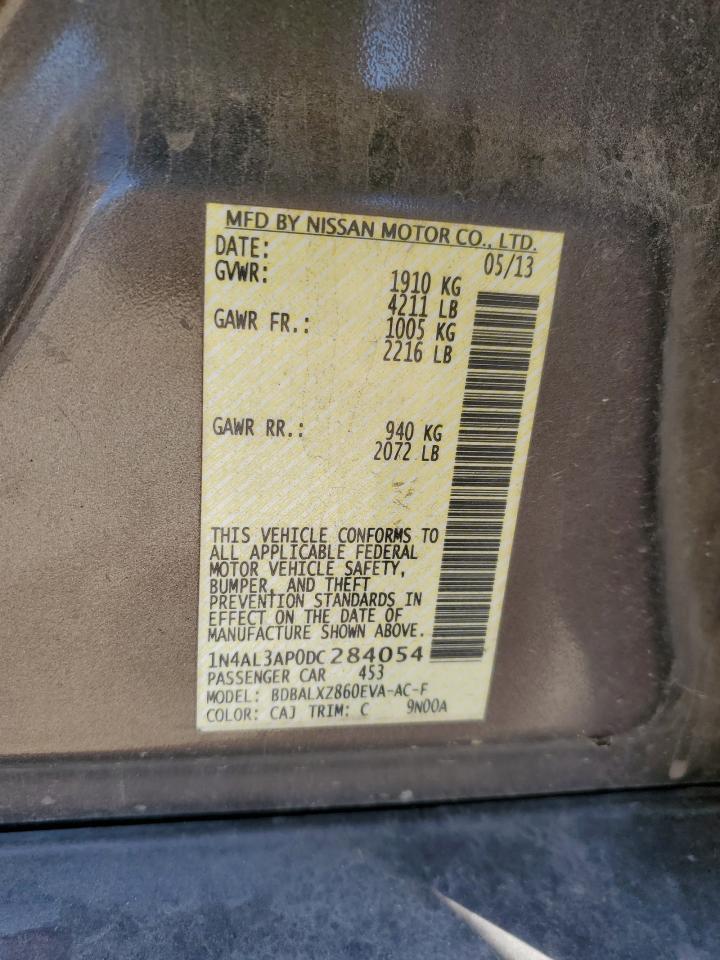 MFD BY NISSAN MOTOR CO., LTD.
DATE: 05/13
GVWR: 1910 KG
4211 LB
GAWR FR.: 1005 KG
2216 LB
GAWR RR.: 940 KG
2072 LB
THIS VEHICLE CONFORMS TO
ALL APPLICABLE FEDERAL
MOTOR VEHICLE SAFETY,
BUMPER, AND THEFT
PREVENTION STANDARDS IN
EFFECT ON THE DATE OF
MANUFACTURE SHOWN ABOVE.
1N4AL3AP0DC284054
PASSENGER CAR 453
MODEL: BDBALXZ860EVA-AC-F
COLOR: CAJ TRIM: C 9N00A